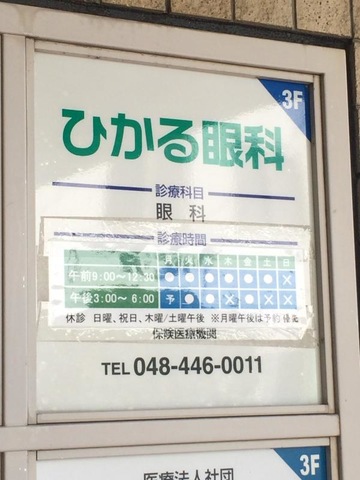 3F
ひかる眼科
診療科目
眼科
診療時間
月 火 水 木 金 土 日
午前9:00〜12:30 ● ● ● ● ● ● ×
午後3:00〜6:00 予 ● ● × ● × ×
休診 日曜、祝日、木曜/土曜午後 ※月曜午後は予約優先
保険医療機関
TEL 048-446-0011
3F
医療法人社団